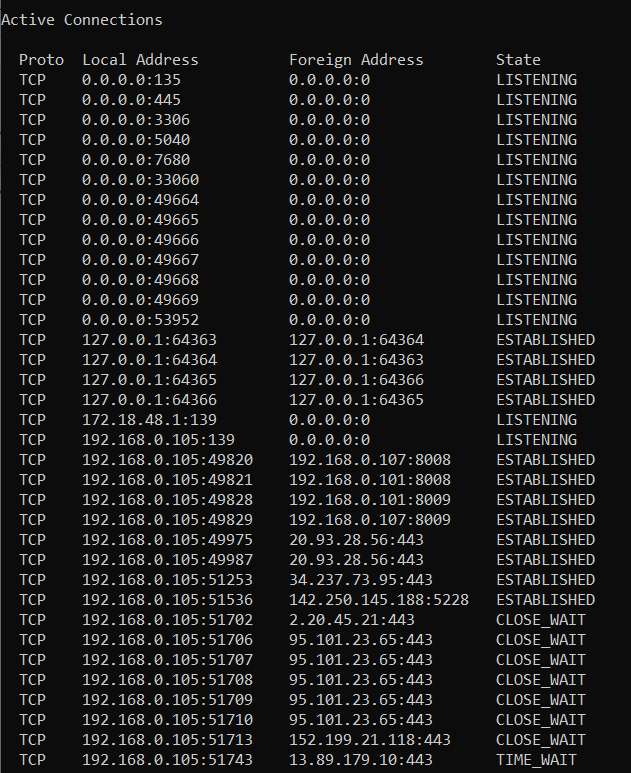 Active Connections
Proto  Local Address          Foreign Address        State
TCP    0.0.0.0:135            0.0.0.0:0              LISTENING
TCP    0.0.0.0:445            0.0.0.0:0              LISTENING
TCP    0.0.0.0:3306           0.0.0.0:0              LISTENING
TCP    0.0.0.0:5040           0.0.0.0:0              LISTENING
TCP    0.0.0.0:7680           0.0.0.0:0              LISTENING
TCP    0.0.0.0:33060          0.0.0.0:0              LISTENING
TCP    0.0.0.0:49664          0.0.0.0:0              LISTENING
TCP    0.0.0.0:49665          0.0.0.0:0              LISTENING
TCP    0.0.0.0:49666          0.0.0.0:0              LISTENING
TCP    0.0.0.0:49667          0.0.0.0:0              LISTENING
TCP    0.0.0.0:49668          0.0.0.0:0              LISTENING
TCP    0.0.0.0:49669          0.0.0.0:0              LISTENING
TCP    0.0.0.0:53952          0.0.0.0:0              LISTENING
TCP    127.0.0.1:64363        127.0.0.1:64364        ESTABLISHED
TCP    127.0.0.1:64364        127.0.0.1:64363        ESTABLISHED
TCP    127.0.0.1:64365        127.0.0.1:64366        ESTABLISHED
TCP    127.0.0.1:64366        127.0.0.1:64365        ESTABLISHED
TCP    172.18.48.1:139        0.0.0.0:0              LISTENING
TCP    192.168.0.105:139      0.0.0.0:0              LISTENING
TCP    192.168.0.105:49820    192.168.0.107:8008     ESTABLISHED
TCP    192.168.0.105:49821    192.168.0.101:8008     ESTABLISHED
TCP    192.168.0.105:49828    192.168.0.101:8009     ESTABLISHED
TCP    192.168.0.105:49829    192.168.0.107:8009     ESTABLISHED
TCP    192.168.0.105:49975    20.93.28.56:443        ESTABLISHED
TCP    192.168.0.105:49987    20.93.28.56:443        ESTABLISHED
TCP    192.168.0.105:51253    34.237.73.95:443       ESTABLISHED
TCP    192.168.0.105:51536    142.250.145.188:5228   ESTABLISHED
TCP    192.168.0.105:51702    2.20.45.21:443         CLOSE_WAIT
TCP    192.168.0.105:51706    95.101.23.65:443       CLOSE_WAIT
TCP    192.168.0.105:51707    95.101.23.65:443       CLOSE_WAIT
TCP    192.168.0.105:51708    95.101.23.65:443       CLOSE_WAIT
TCP    192.168.0.105:51709    95.101.23.65:443       CLOSE_WAIT
TCP    192.168.0.105:51710    95.101.23.65:443       CLOSE_WAIT
TCP    192.168.0.105:51713    152.199.21.118:443     CLOSE_WAIT
TCP    192.168.0.105:51743    13.89.179.10:443       TIME_WAIT